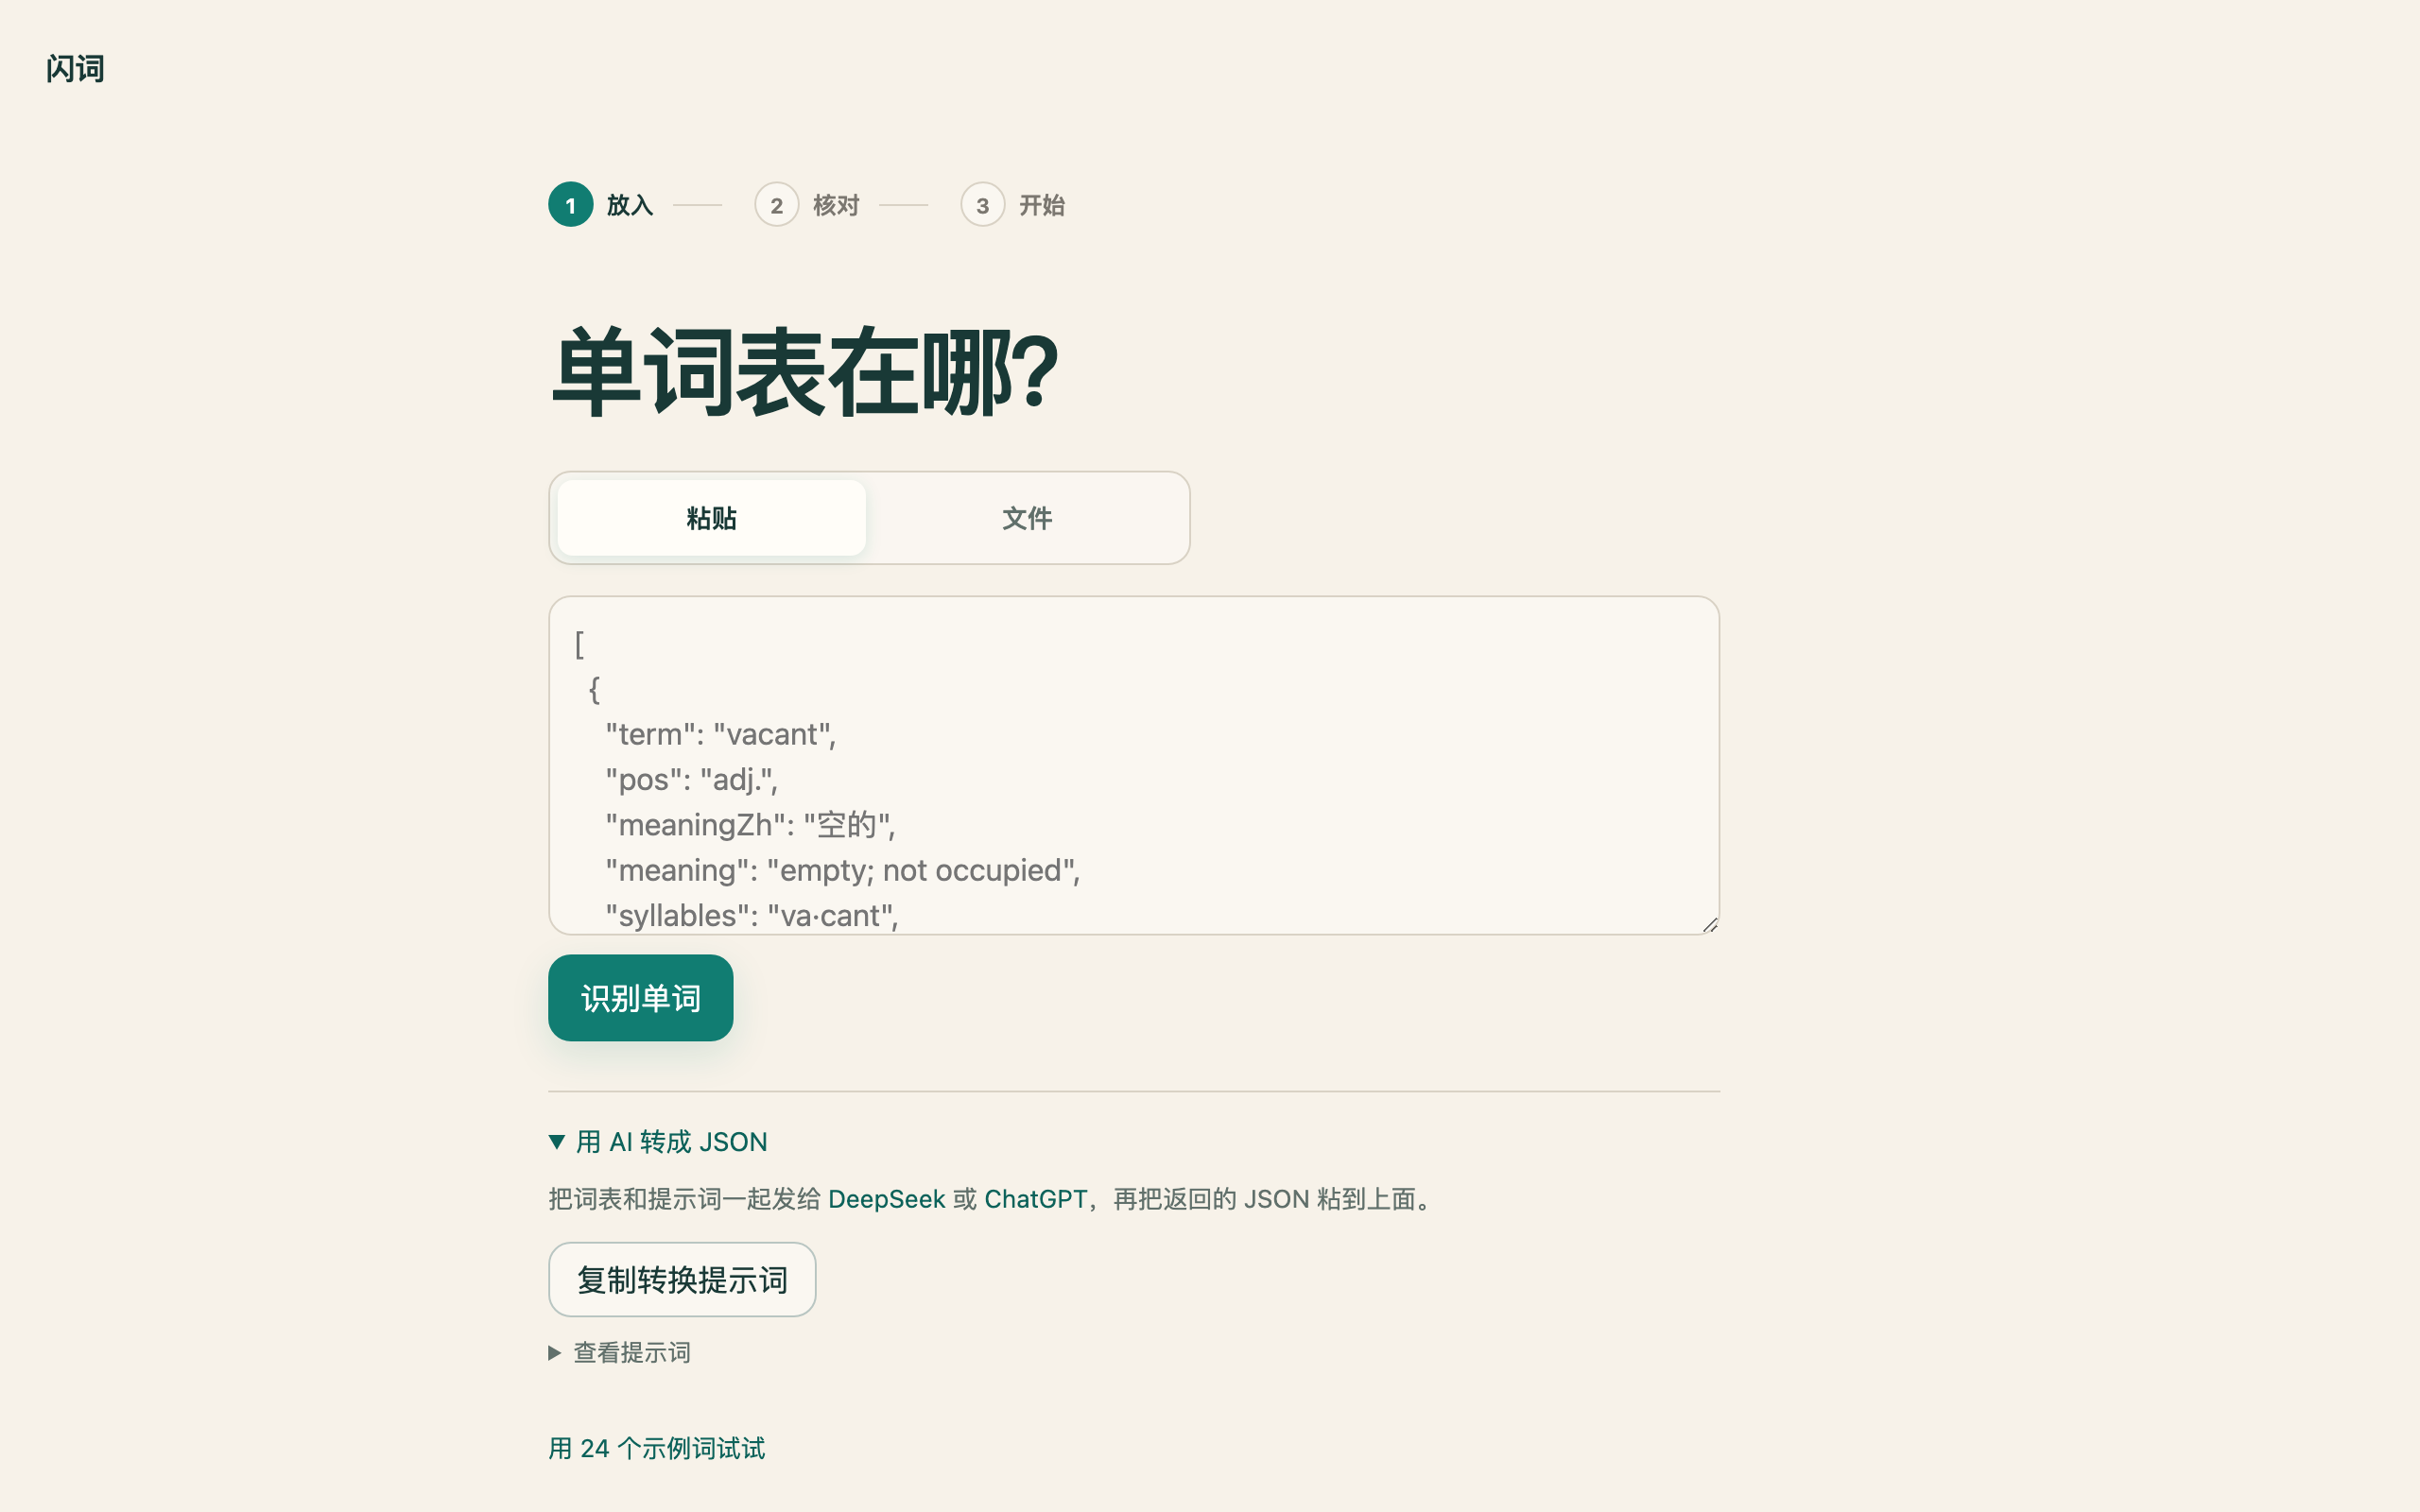 闪词
1 放入 2 核对 3 开始
单词表在哪?
粘贴 文件
[
{
"term": "vacant",
"pos": "adj.",
"meaningZh": "空的",
"meaning": "empty; not occupied",
"syllables": "va·cant",
识别单词
▼ 用 AI 转成 JSON
把词表和提示词一起发给 DeepSeek 或 ChatGPT，再把返回的 JSON 粘到上面。
复制转换提示词
▶ 查看提示词
用 24 个示例词试试